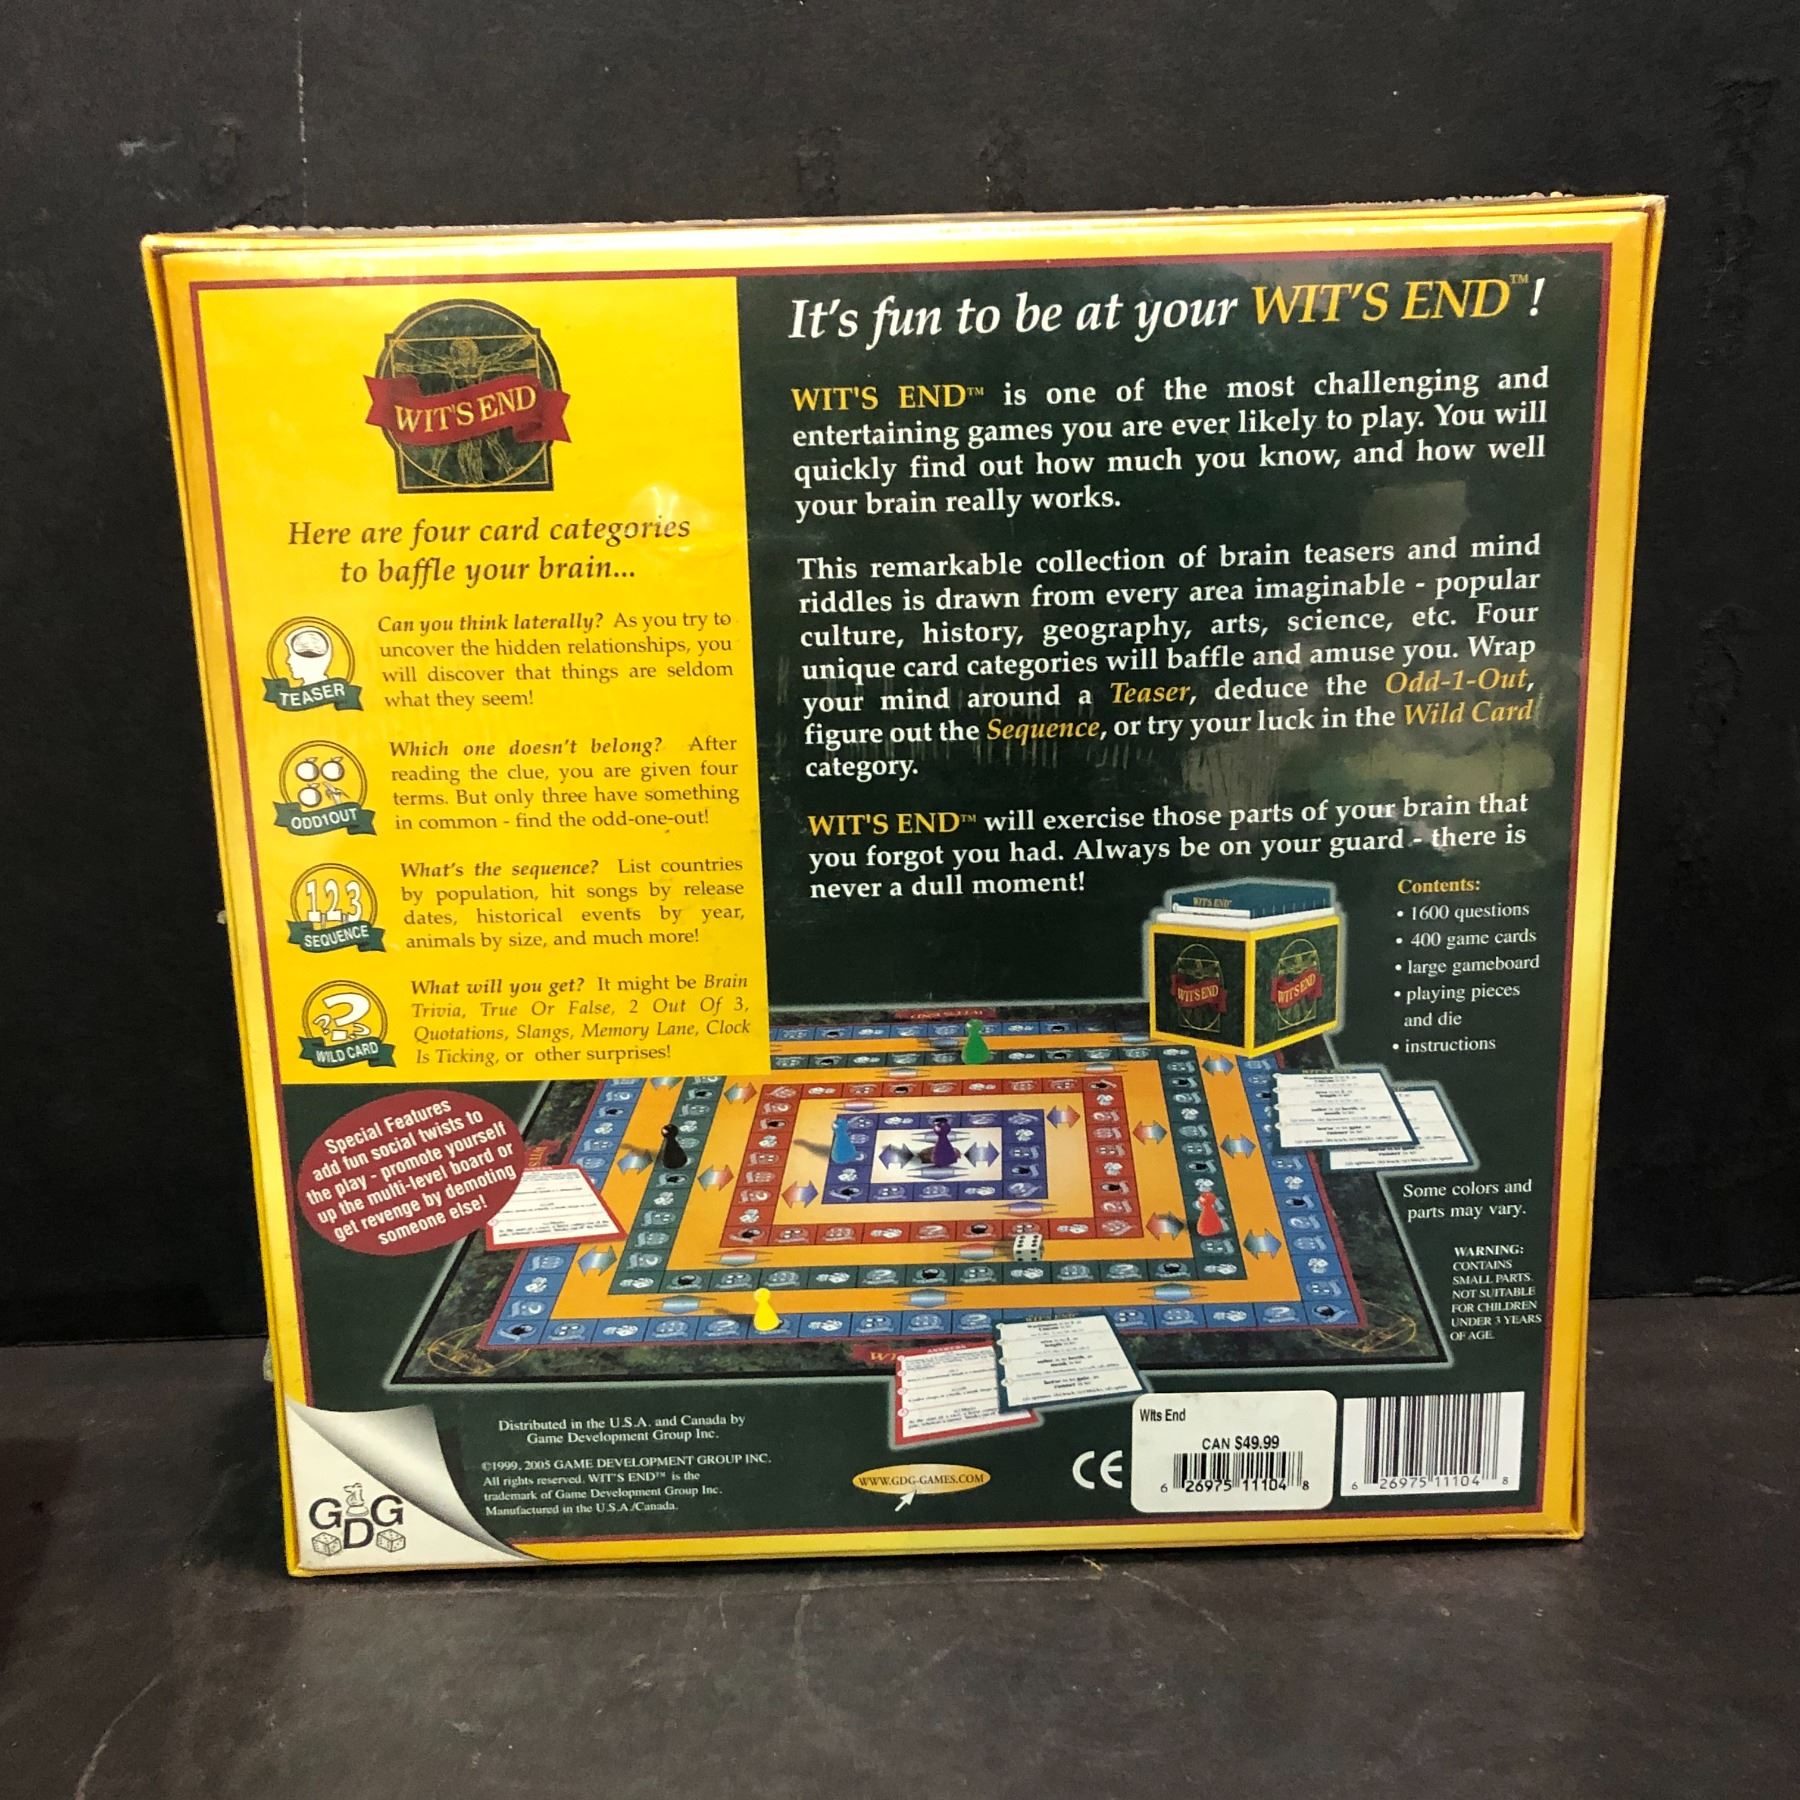 WIT'S END
Here are four card categories
to baffle your brain...
TEASER
Can you think laterally? As you try to
uncover the hidden relationships, you
will discover that things are seldom
what they seem!
ODD1OUT
Which one doesn't belong? After
reading the clue, you are given four
terms. But only three have something
in common - find the odd-one-out!
1,2,3
SEQUENCE
What's the sequence? List countries
by population, hit songs by release
dates, historical events by year,
animals by size, and much more!
???
WILD CARD
What will you get? It might be Brain
Trivia, True Or False, 2 Out Of 3,
Quotations, Slangs, Memory Lane, Clock
Is Ticking, or other surprises!
Special Features
add fun social twists to
the play - promote yourself
up the multi-level board or
get revenge by demoting
someone else!
It's fun to be at your WIT'S END™!
WIT'S END™ is one of the most challenging and
entertaining games you are ever likely to play. You will
quickly find out how much you know, and how well
your brain really works.
This remarkable collection of brain teasers and mind
riddles is drawn from every area imaginable - popular
culture, history, geography, arts, science, etc. Four
unique card categories will baffle and amuse you. Wrap
your mind around a Teaser, deduce the Odd-1-Out,
figure out the Sequence, or try your luck in the Wild Card
category.
WIT'S END™ will exercise those parts of your brain that
you forgot you had. Always be on your guard - there is
never a dull moment!
WIT'S END
WIT'S END
WIT'S END
Contents:
• 1600 questions
• 400 game cards
• large gameboard
• playing pieces
and die
• instructions
Some colors and
parts may vary.
WARNING:
CONTAINS
SMALL PARTS.
NOT SUITABLE
FOR CHILDREN
UNDER 3 YEARS
OF AGE.
ANSWERS
GDG
Distributed in the U.S.A. and Canada by
Game Development Group Inc.
©1999, 2005 GAME DEVELOPMENT GROUP INC.
All rights reserved. WIT'S END™ is the
trademark of Game Development Group Inc.
Manufactured in the U.S.A./Canada.
WWW.GDG-GAMES.COM
CE
WIts End
CAN $49.99
6 26975 11104 8
6 26975 11104 8